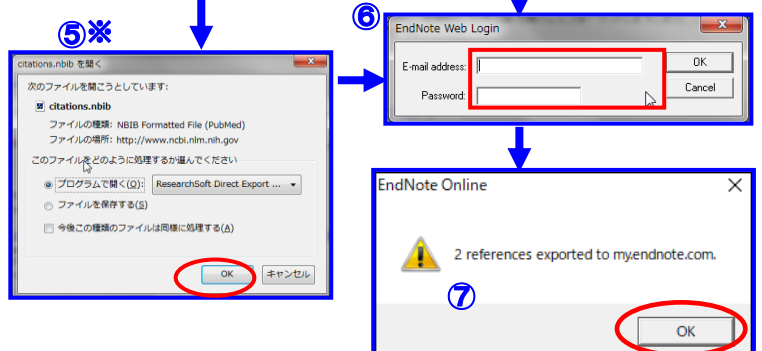 ⑤※
citations.nbib を開く
次のファイルを開こうとしています:
citations.nbib
ファイルの種類: NBIB Formatted File (PubMed)
ファイルの場所: http://www.ncbi.nlm.nih.gov
このファイルをどのように処理するか選んでください
プログラムで開く(O): ResearchSoft Direct Export ...
ファイルを保存する(S)
今後この種類のファイルは同様に処理する(A)
OK キャンセル
⑥
EndNote Web Login
E-mail address: OK
Password: Cancel
EndNote Online
2 references exported to my.endnote.com.
⑦
OK